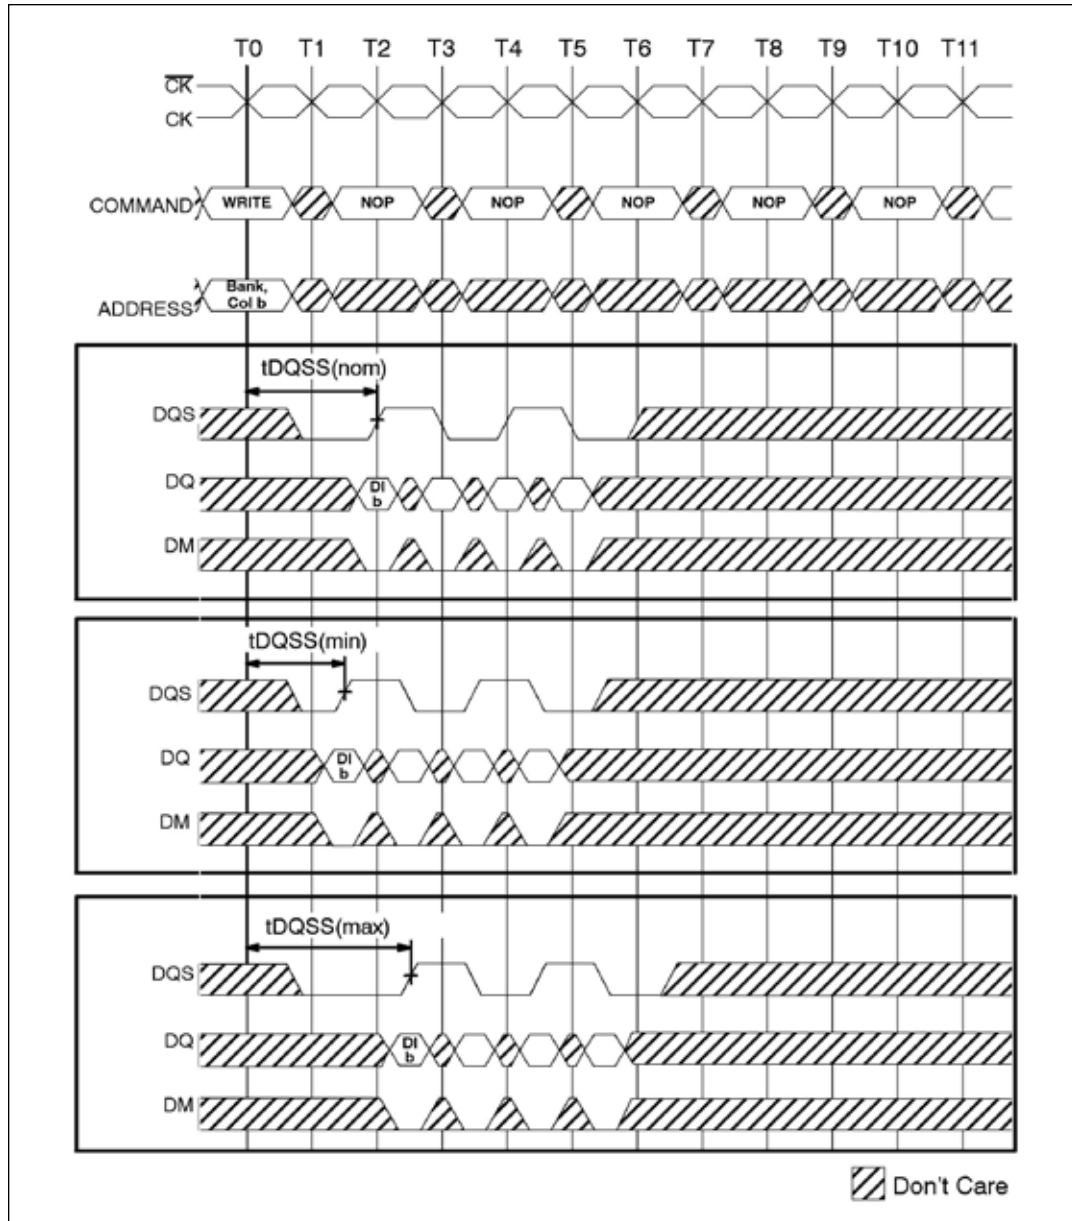 T0 T1 T2 T3 T4 T5 T6 T7 T8 T9 T10 T11
CK
CK
COMMAND WRITE NOP NOP NOP NOP NOP
ADDRESS Bank,
Col b
tDQSS(nom)
DQS
DQ DI
b
DM
tDQSS(min)
DQS
DQ DI
b
DM
tDQSS(max)
DQS
DQ DI
b
DM
Don't Care